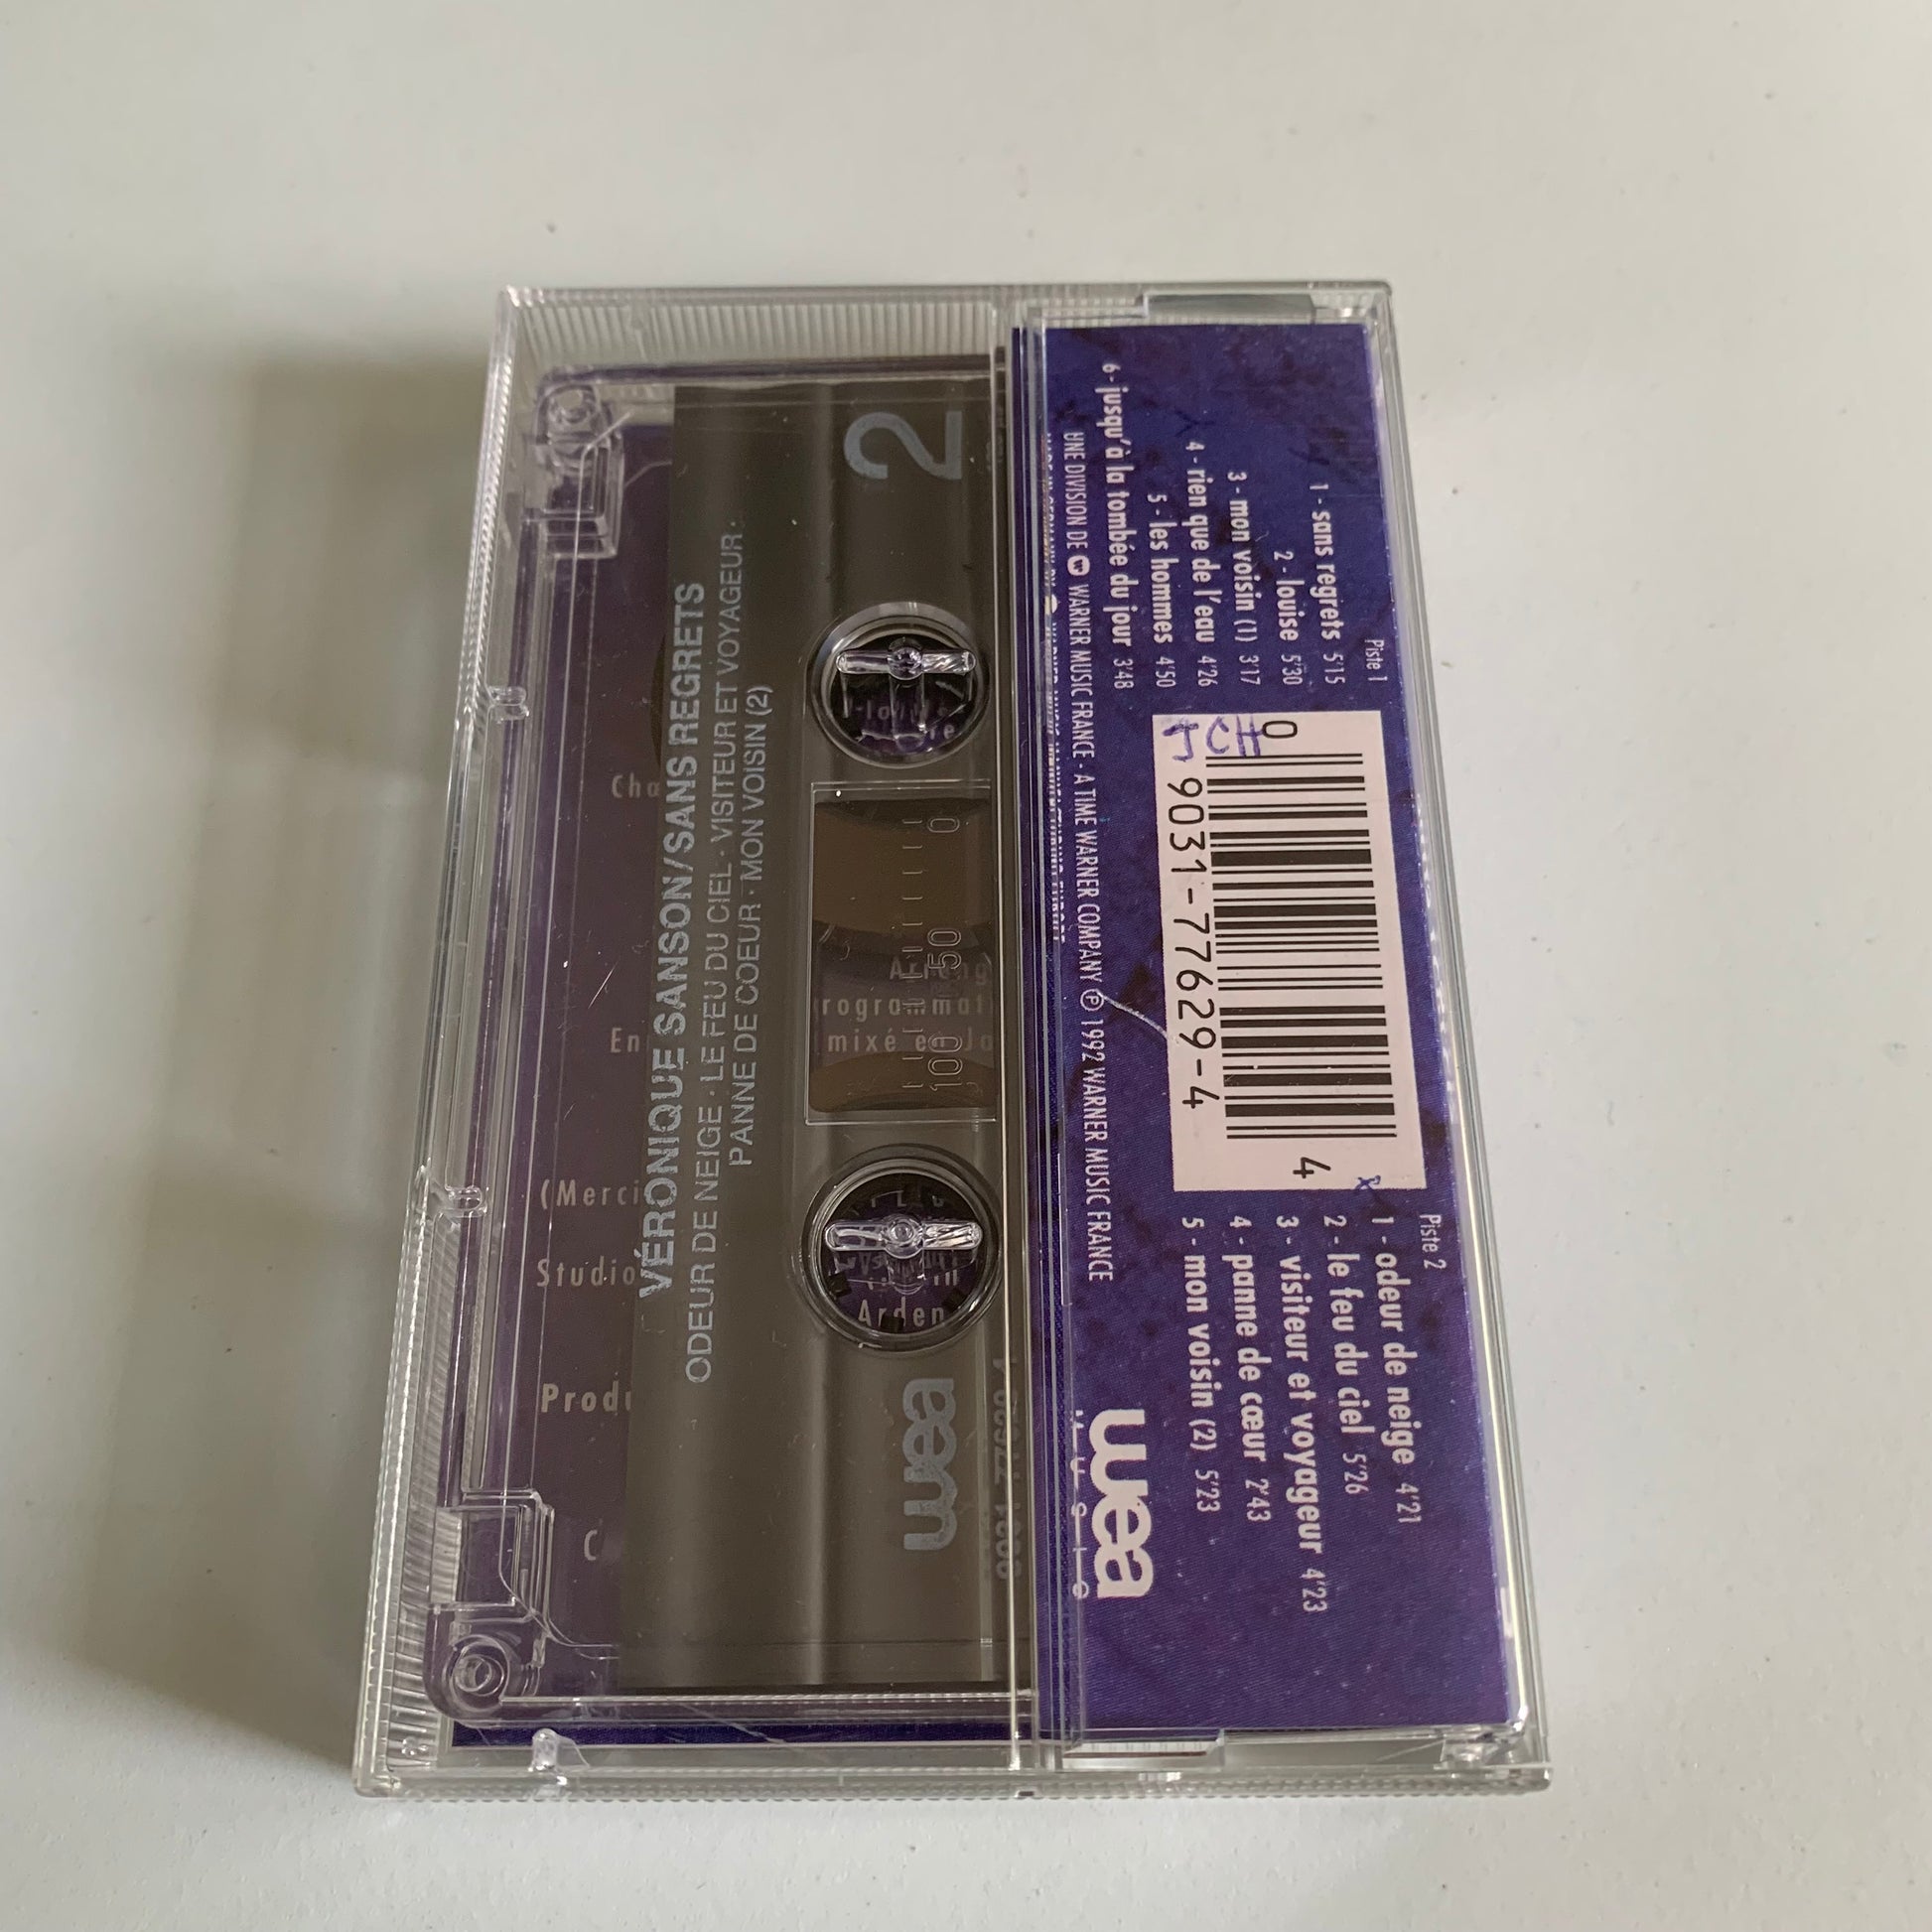 2
VÉRONIQUE SANSON/SANS REGRETS
ODEUR DE NEIGE · LE FEU DU CIEL · VISITEUR ET VOYAGEUR ·
PANNE DE COEUR · MON VOISIN (2)
0 50 100
wea
Piste 1
1 - sans regrets 5'15
2 - louise 5'30
3 - mon voisin (1) 3'17
4 - rien que de l'eau 4'26
5 - les hommes 4'50
6 - jusqu'à la tombée du jour 3'48
JCH
0
9031-77629-4
4
Piste 2
1 - odeur de neige 4'21
2 - le feu du ciel 5'26
3 - visiteur et voyageur 4'23
4 - panne de cœur 2'43
5 - mon voisin (2) 5'23
UNE DIVISION DE WARNER MUSIC FRANCE - A TIME WARNER COMPANY ℗ 1992 WARNER MUSIC FRANCE
wea
MUSIC
(Merci
Studio
Arden
mixé en